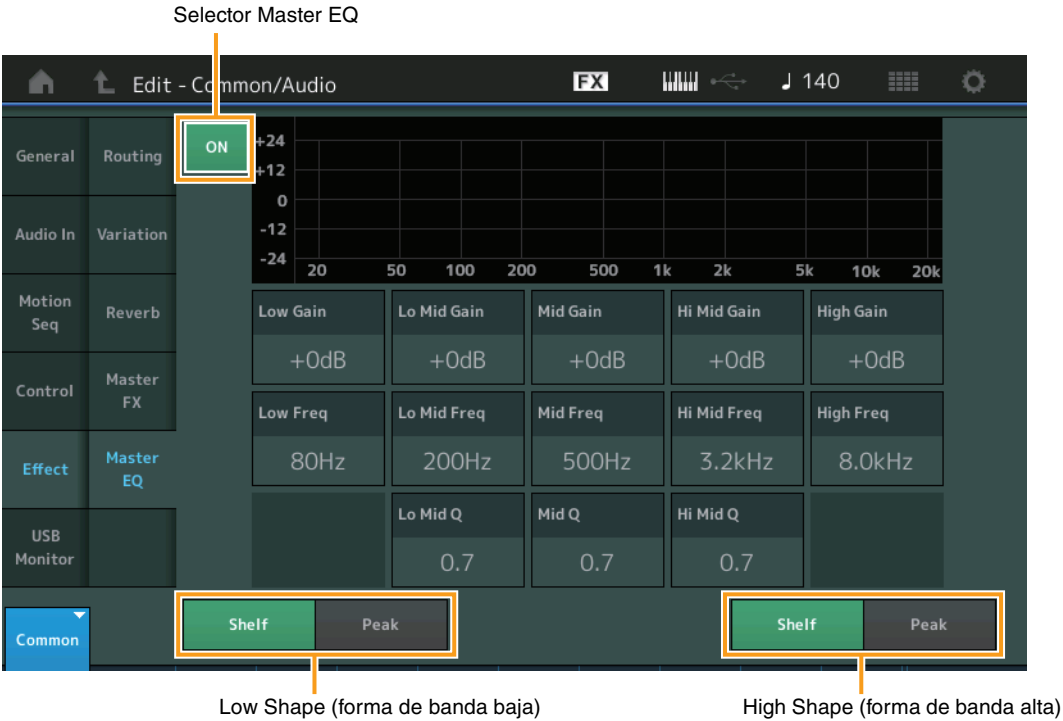 Selector Master EQ
Edit - Common/Audio
FX
♩ 140
General
Routing
ON
+24
+12
0
-12
-24
20
50
100
200
500
1k
2k
5k
10k
20k
Audio In
Variation
Motion
Seq
Reverb
Low Gain
Lo Mid Gain
Mid Gain
Hi Mid Gain
High Gain
+0dB
+0dB
+0dB
+0dB
+0dB
Control
Master
FX
Low Freq
Lo Mid Freq
Mid Freq
Hi Mid Freq
High Freq
80Hz
200Hz
500Hz
3.2kHz
8.0kHz
Effect
Master
EQ
USB
Monitor
Lo Mid Q
Mid Q
Hi Mid Q
0.7
0.7
0.7
Common
Shelf
Peak
Shelf
Peak
Low Shape (forma de banda baja)
High Shape (forma de banda alta)